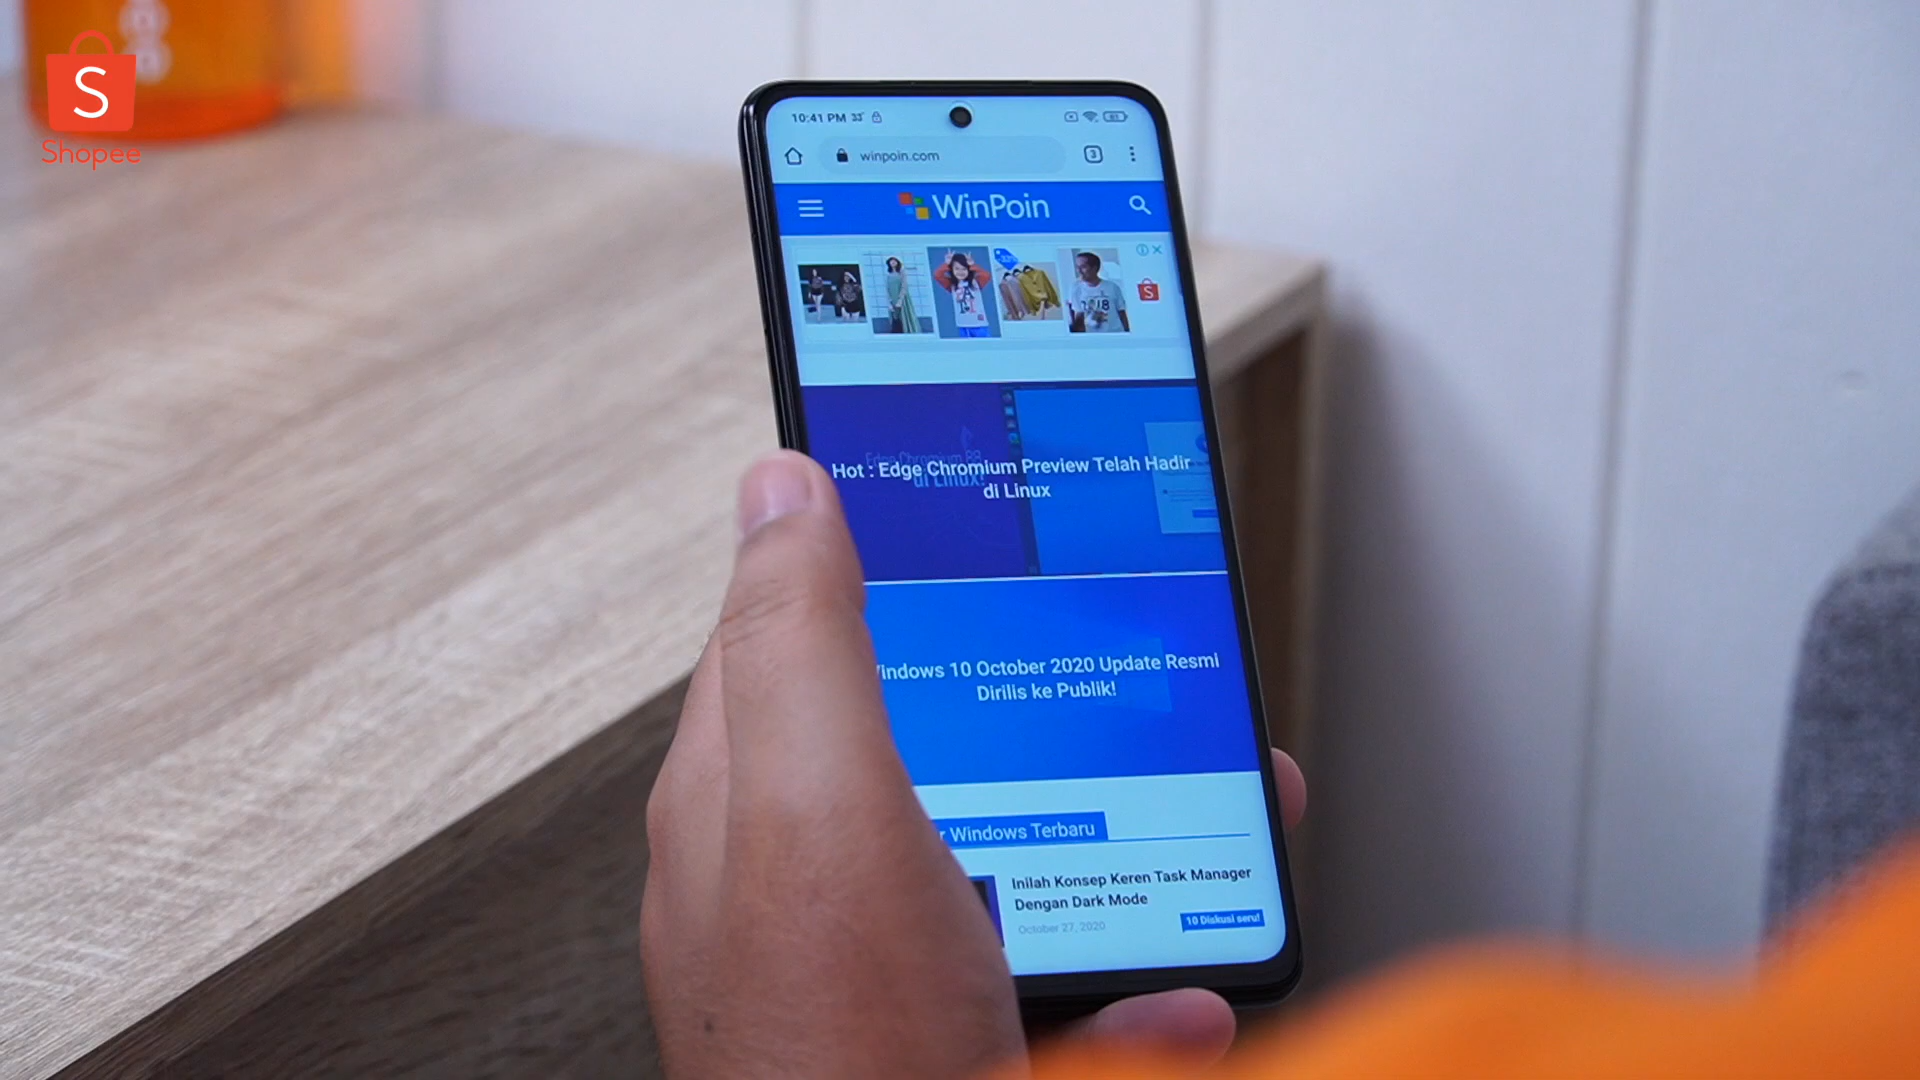 S
Shopee
10:41 PM 33°
winpoin.com
3
WinPoin
Hot : Edge Chromium Preview Telah Hadir
di Linux
indows 10 October 2020 Update Resmi
Dirilis ke Publik!
r Windows Terbaru
Inilah Konsep Keren Task Manager
Dengan Dark Mode
October 27, 2020
10 Diskusi seru!